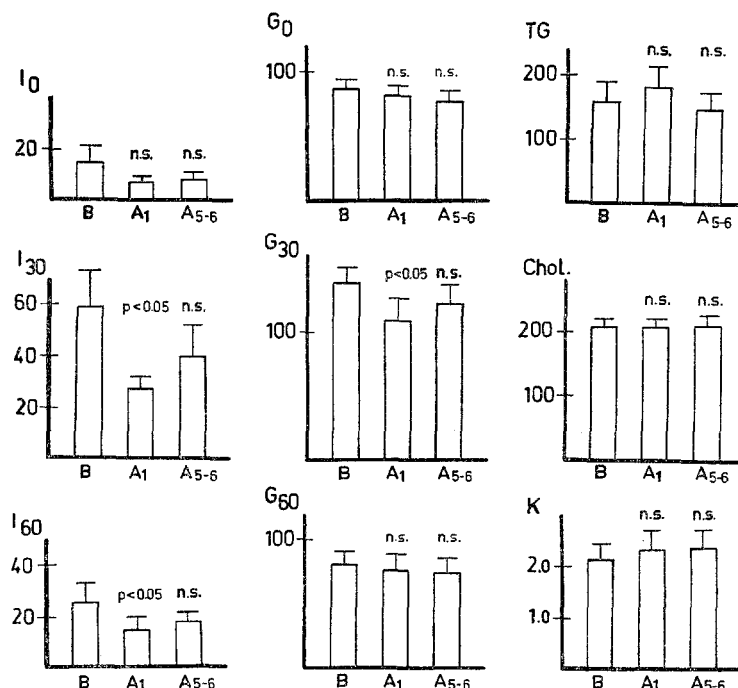 I0
20
n.s. n.s.
B A1 A5-6
G0
100
n.s. n.s.
B A1 A5-6
TG
200
100
n.s. n.s.
B A1 A5-6
I30
60
40
20
p<0.05 n.s.
B A1 A5-6
G30
100
p<0.05 n.s.
B A1 A5-6
Chol.
200
100
n.s. n.s.
B A1 A5-6
I60
40
20
p<0.05 n.s.
B A1 A5-6
G60
100
n.s. n.s.
B A1 A5-6
K
2.0
1.0
n.s. n.s.
B A1 A5-6